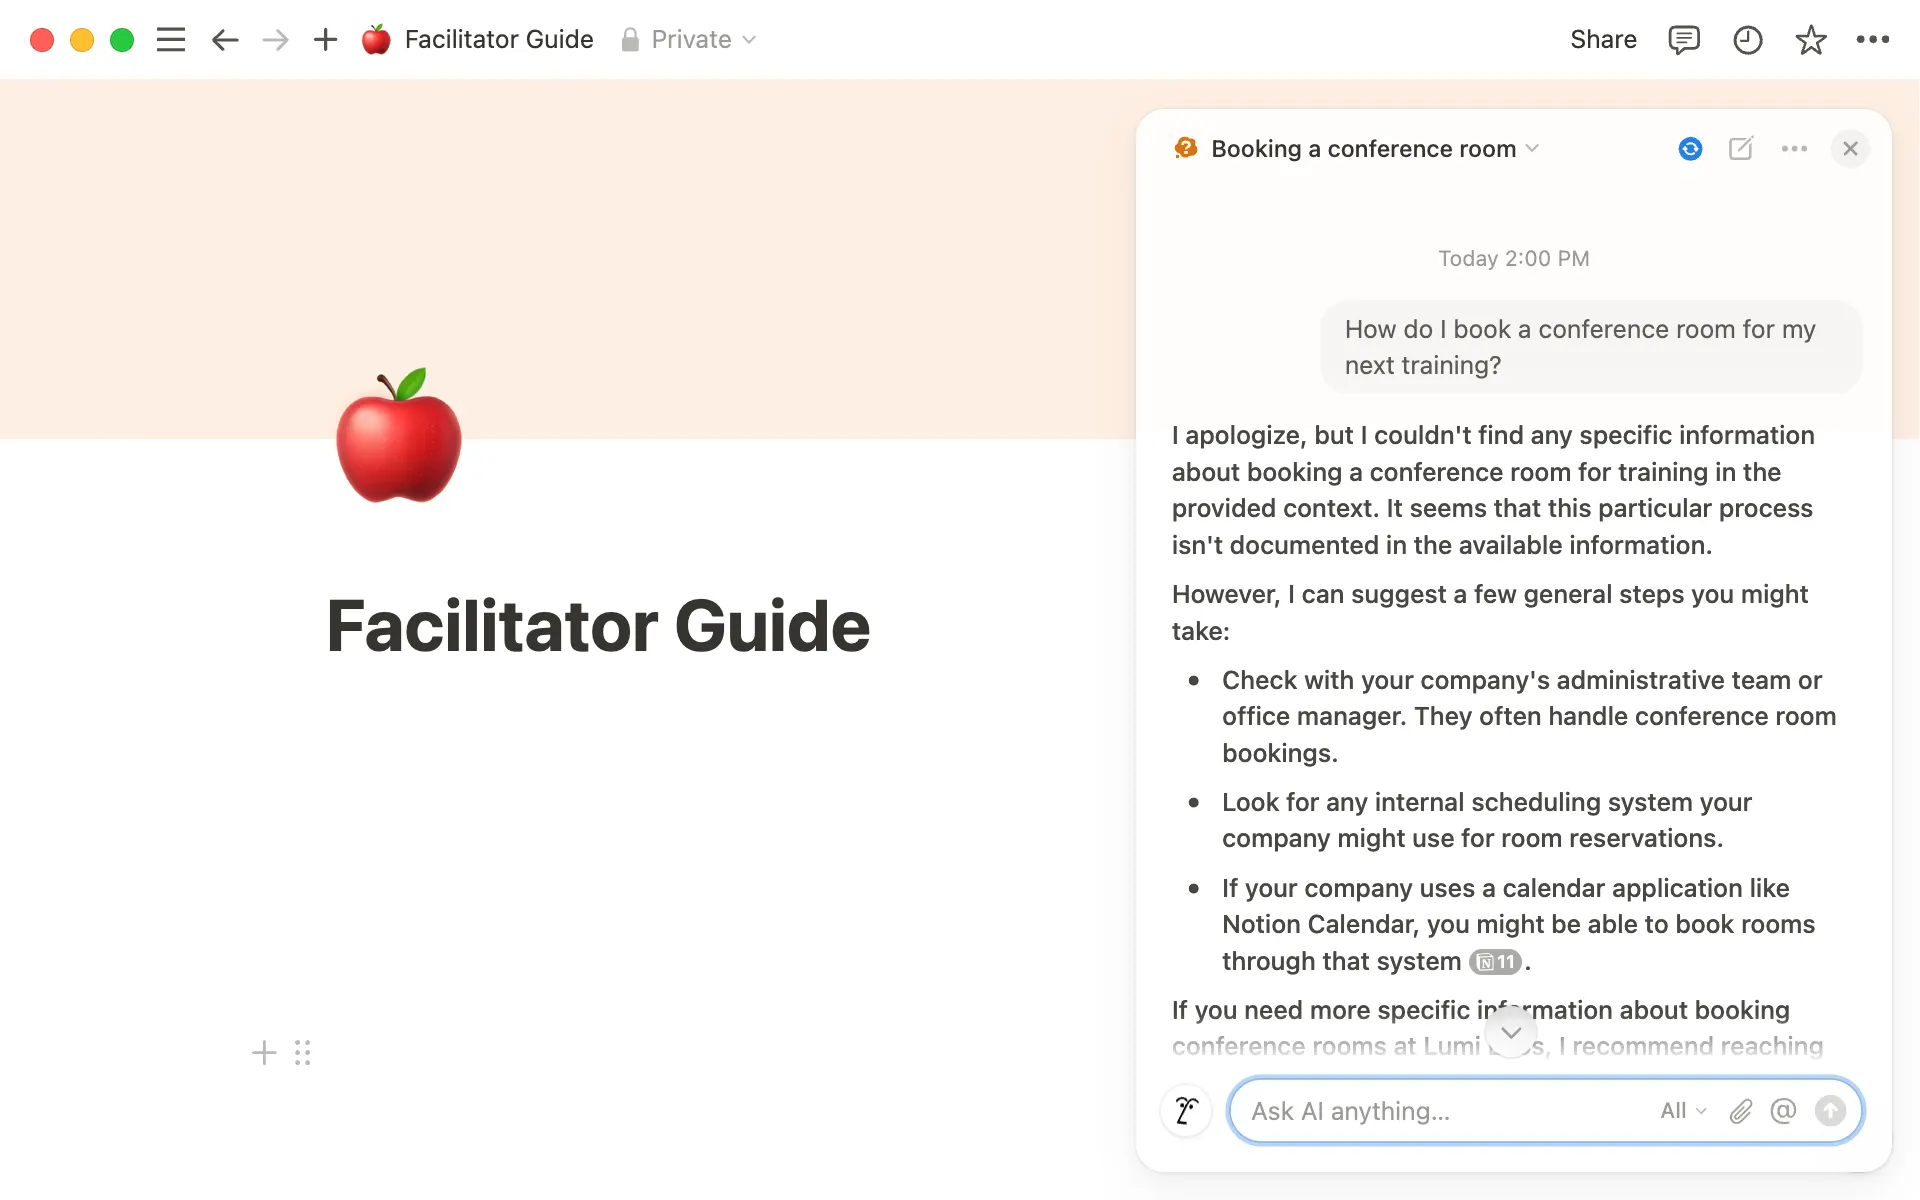 Facilitator Guide
Private
Share
Booking a conference room
Today 2:00 PM
How do I book a conference room for my
next training?
I apologize, but I couldn't find any specific information
about booking a conference room for training in the
provided context. It seems that this particular process
isn't documented in the available information.
However, I can suggest a few general steps you might
take:
Check with your company's administrative team or
office manager. They often handle conference room
bookings.
Look for any internal scheduling system your
company might use for room reservations.
If your company uses a calendar application like
Notion Calendar, you might be able to book rooms
through that system N 11 .
If you need more specific information about booking
conference rooms at Lumi , I recommend reaching
Ask AI anything...
All
Facilitator Guide